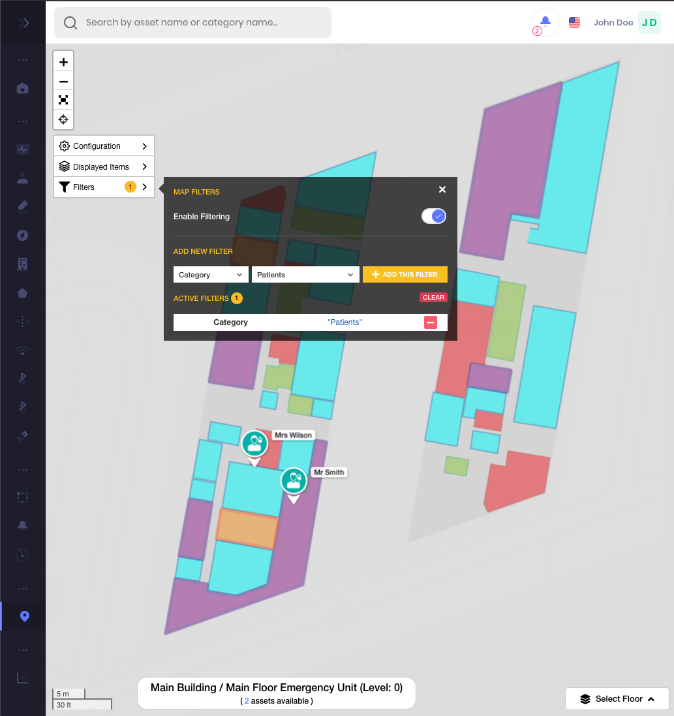 Search by asset name or category name...
2
John Doe
J D
Configuration
Displayed Items
Filters 1
MAP FILTERS
Enable Filtering
ADD NEW FILTER
Category Patients ADD THIS FILTER
ACTIVE FILTERS 1 CLEAR
Category "Patients"
Mrs Wilson
Mr Smith
5 m
30 ft
Main Building / Main Floor Emergency Unit (Level: 0)
( 2 assets available )
Select Floor